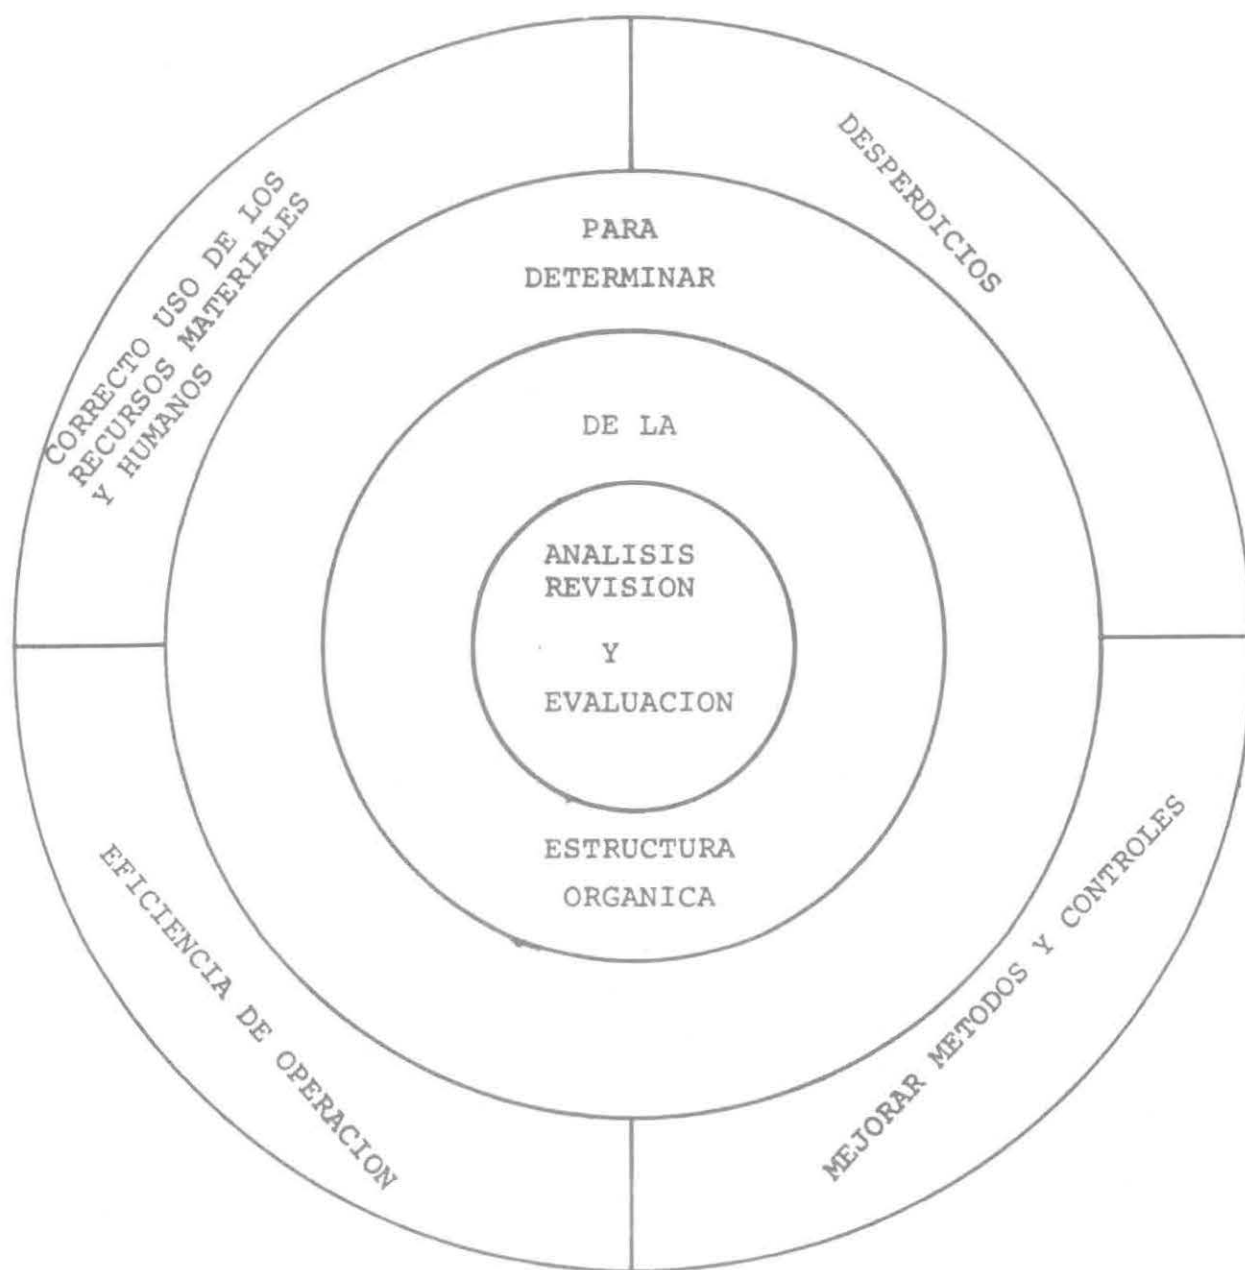 ANALISIS
REVISION
Y
EVALUACION
DE LA
ESTRUCTURA
ORGANICA
PARA
DETERMINAR
DESPERDICIOS
MEJORAR METODOS Y CONTROLES
EFICIENCIA DE OPERACION
CORRECTO USO DE LOS
RECURSOS MATERIALES
Y HUMANOS